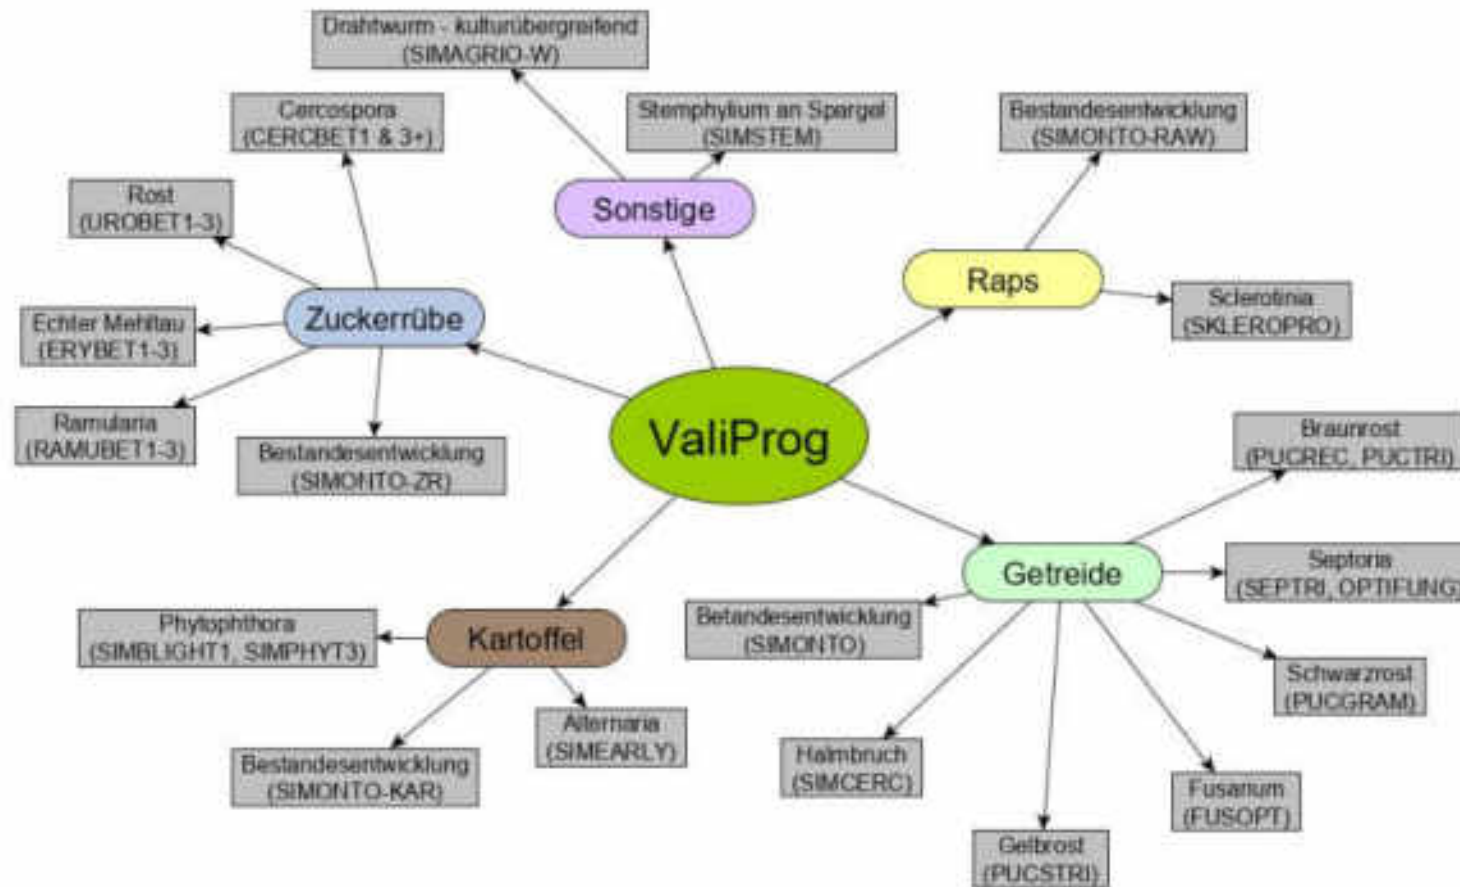 Drahtwurm - kulturübergreifend
(SIMAGRIO-W)
Cercospora
(CERCBET1 & 3+)
Stemphylium an Spargel
(SIMSTEM)
Bestandesentwicklung
(SIMONTO-RAW)
Rost
(UROBET1-3)
Sonstige
Raps
Echter Mehltau
(ERYBET1-3)
Zuckerrübe
Sclerotinia
(SKLEROPRO)
Ramularia
(RAMUBET1-3)
Bestandesentwicklung
(SIMONTO-ZR)
ValiProg
Braunrost
(PUCREC, PUCTRI)
Getreide
Septoria
(SEPTRI, OPTIFUNG)
Betandesentwicklung
(SIMONTO)
Phytophthora
(SIMBLIGHT1, SIMPHYT3)
Kartoffel
Schwarzrost
(PUCGRAM)
Alternaria
(SIMEARLY)
Bestandesentwicklung
(SIMONTO-KAR)
Halmbruch
(SIMCERC)
Fusarium
(FUSOPT)
Gelbrost
(PUCSTRI)